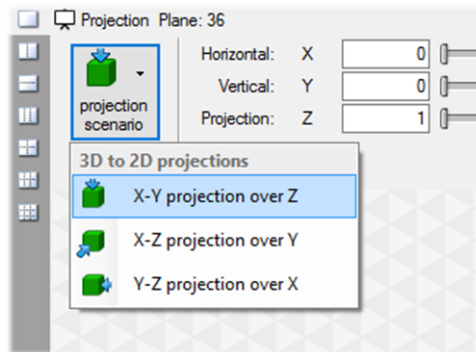 Projection Plane: 36
projection
scenario
Horizontal: X 0
Vertical: Y 0
Projection: Z 1
3D to 2D projections
X-Y projection over Z
X-Z projection over Y
Y-Z projection over X